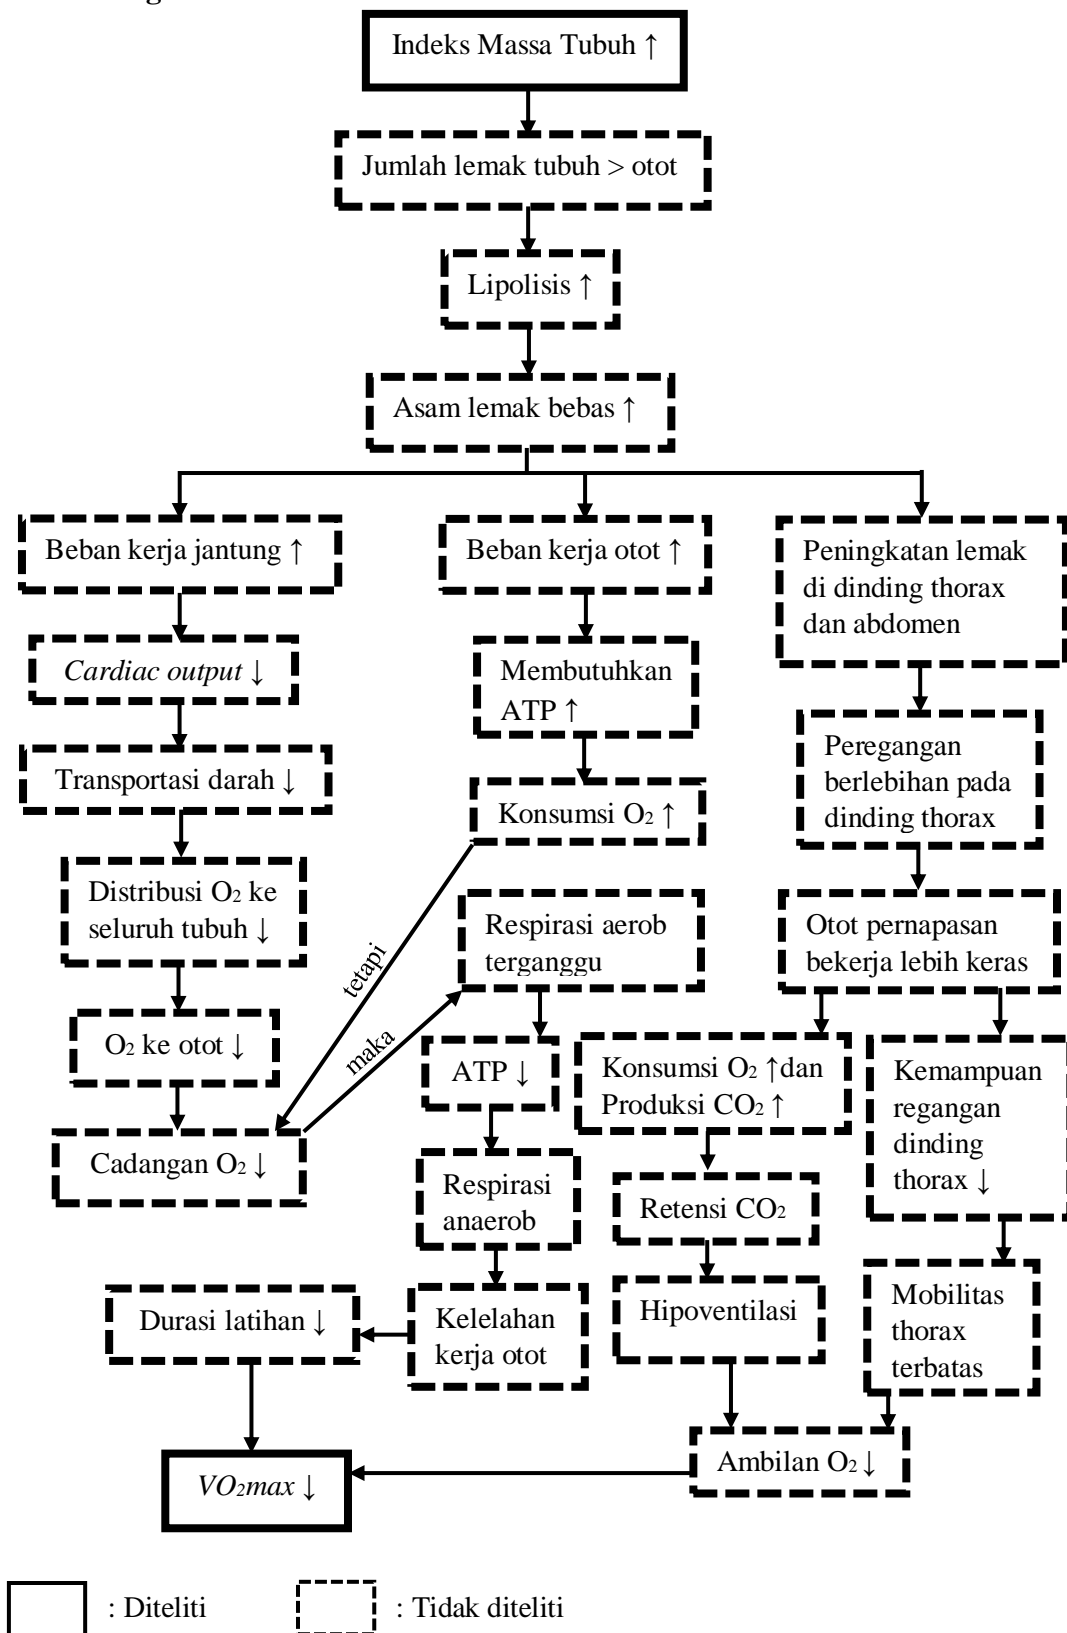 Indeks Massa Tubuh ↑
Jumlah lemak tubuh > otot
Lipolisis ↑
Asam lemak bebas ↑
Beban kerja jantung ↑
Cardiac output ↓
Transportasi darah ↓
Distribusi O₂ ke
seluruh tubuh ↓
O₂ ke otot ↓
Cadangan O₂ ↓
Beban kerja otot ↑
Membutuhkan
ATP ↑
Konsumsi O₂ ↑
tetapi
maka
Respirasi aerob
terganggu
ATP ↓
Respirasi
anaerob
Kelelahan
kerja otot
Durasi latihan ↓
Peningkatan lemak
di dinding thorax
dan abdomen
Peregangan
berlebihan pada
dinding thorax
Otot pernapasan
bekerja lebih keras
Konsumsi O₂ ↑dan
Produksi CO₂ ↑
Retensi CO₂
Hipoventilasi
Kemampuan
regangan
dinding
thorax ↓
Mobilitas
thorax
terbatas
Ambilan O₂ ↓
VO₂max ↓
: Diteliti
: Tidak diteliti